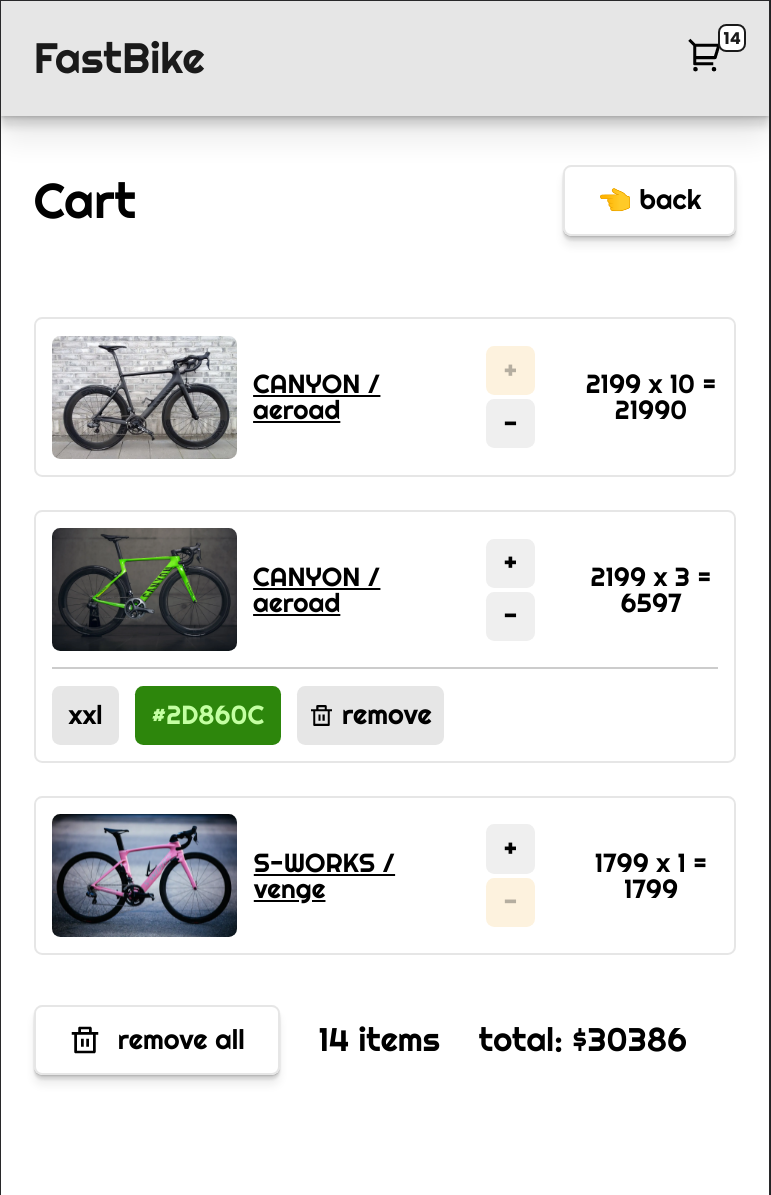 FastBike
14
Cart
👈 back
CANYON /
aeroad
+
-
2199 x 10 =
21990
CANYON /
aeroad
+
-
2199 x 3 =
6597
CANYON
xxl
#2D860C
remove
S-WORKS /
venge
+
-
1799 x 1 =
1799
remove all
14 items
total: $30386